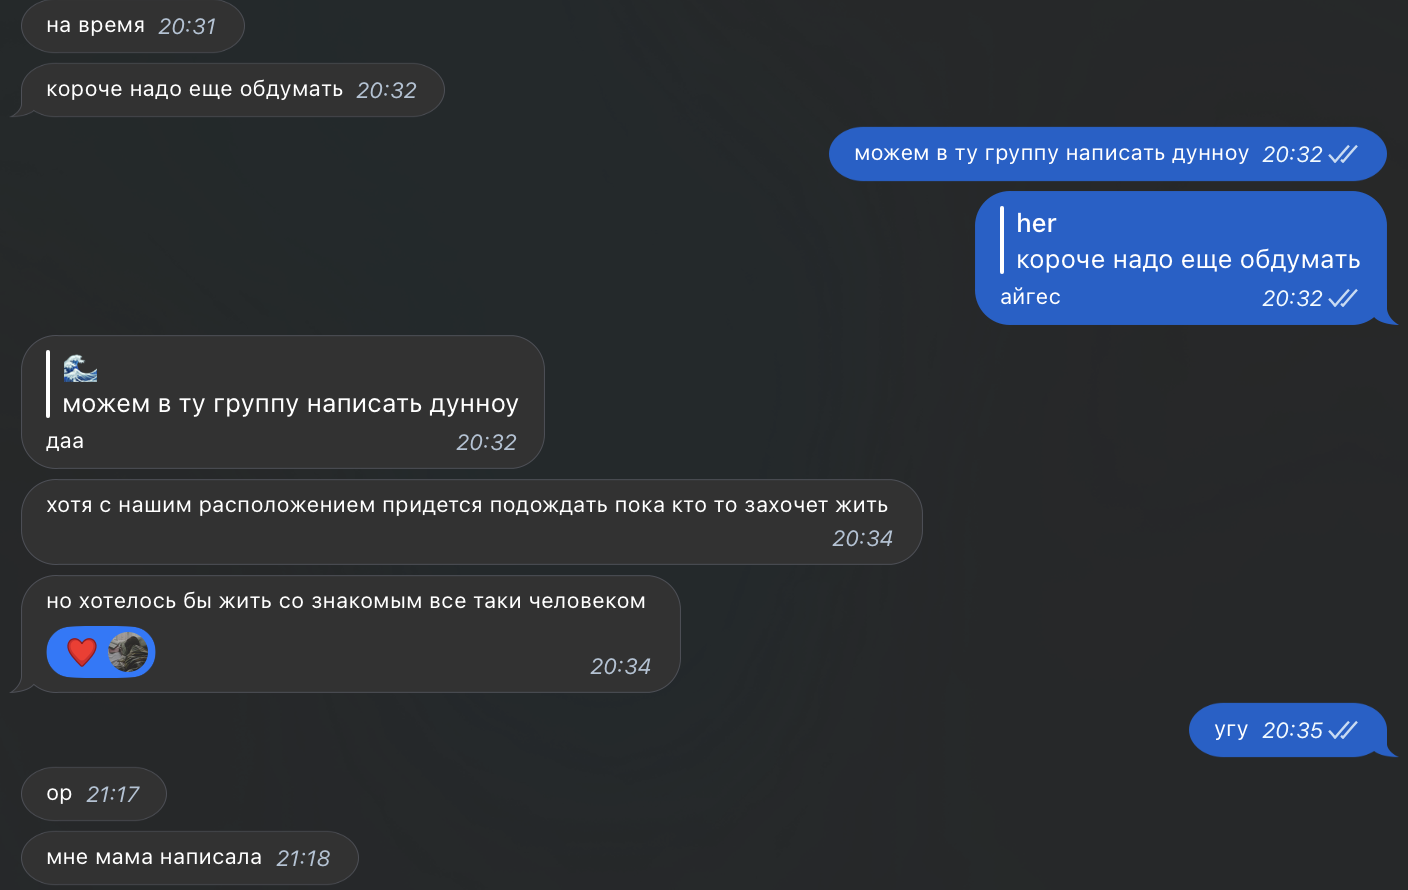 на время 20:31
короче надо еще обдумать 20:32
можем в ту группу написать дунноу 20:32
her
короче надо еще обдумать
айгес 20:32
🌊
можем в ту группу написать дунноу
даа 20:32
хотя с нашим расположением придется подождать пока кто то захочет жить
20:34
но хотелось бы жить со знакомым все таки человеком
❤️ 20:34
угу 20:35
ор 21:17
мне мама написала 21:18